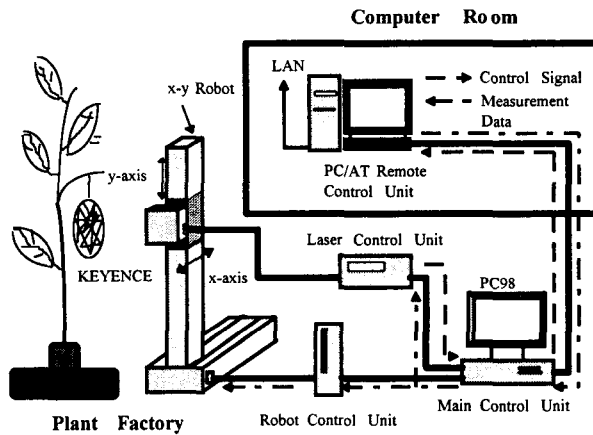 Computer Room
LAN
Control Signal
x-y Robot
Measurement
Data
y-axis
PC/AT Remote
Control Unit
Laser Control Unit
KEYENCE
x-axis
PC98
Main Control Unit
Robot Control Unit
Plant Factory